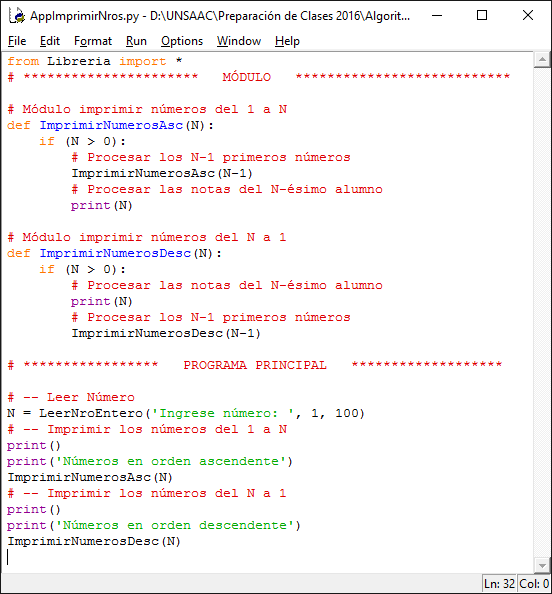 AppImprimirNros.py - D:\UNSAAC\Preparación de Clases 2016\Algorit...
File Edit Format Run Options Window Help
from Libreria import *
# ********************** MÓDULO ***************************
# Módulo imprimir números del 1 a N
def ImprimirNumerosAsc(N):
    if (N > 0):
        # Procesar los N-1 primeros números
        ImprimirNumerosAsc(N-1)
        # Procesar las notas del N-ésimo alumno
        print(N)
# Módulo imprimir números del N a 1
def ImprimirNumerosDesc(N):
    if (N > 0):
        # Procesar las notas del N-ésimo alumno
        print(N)
        # Procesar los N-1 primeros números
        ImprimirNumerosDesc(N-1)
# ***************** PROGRAMA PRINCIPAL *******************
# -- Leer Número
N = LeerNroEntero('Ingrese número: ', 1, 100)
# -- Imprimir los números del 1 a N
print()
print('Números en orden ascendente')
ImprimirNumerosAsc(N)
# -- Imprimir los números del N a 1
print()
print('Números en orden descendente')
ImprimirNumerosDesc(N)
Ln: 32 Col: 0